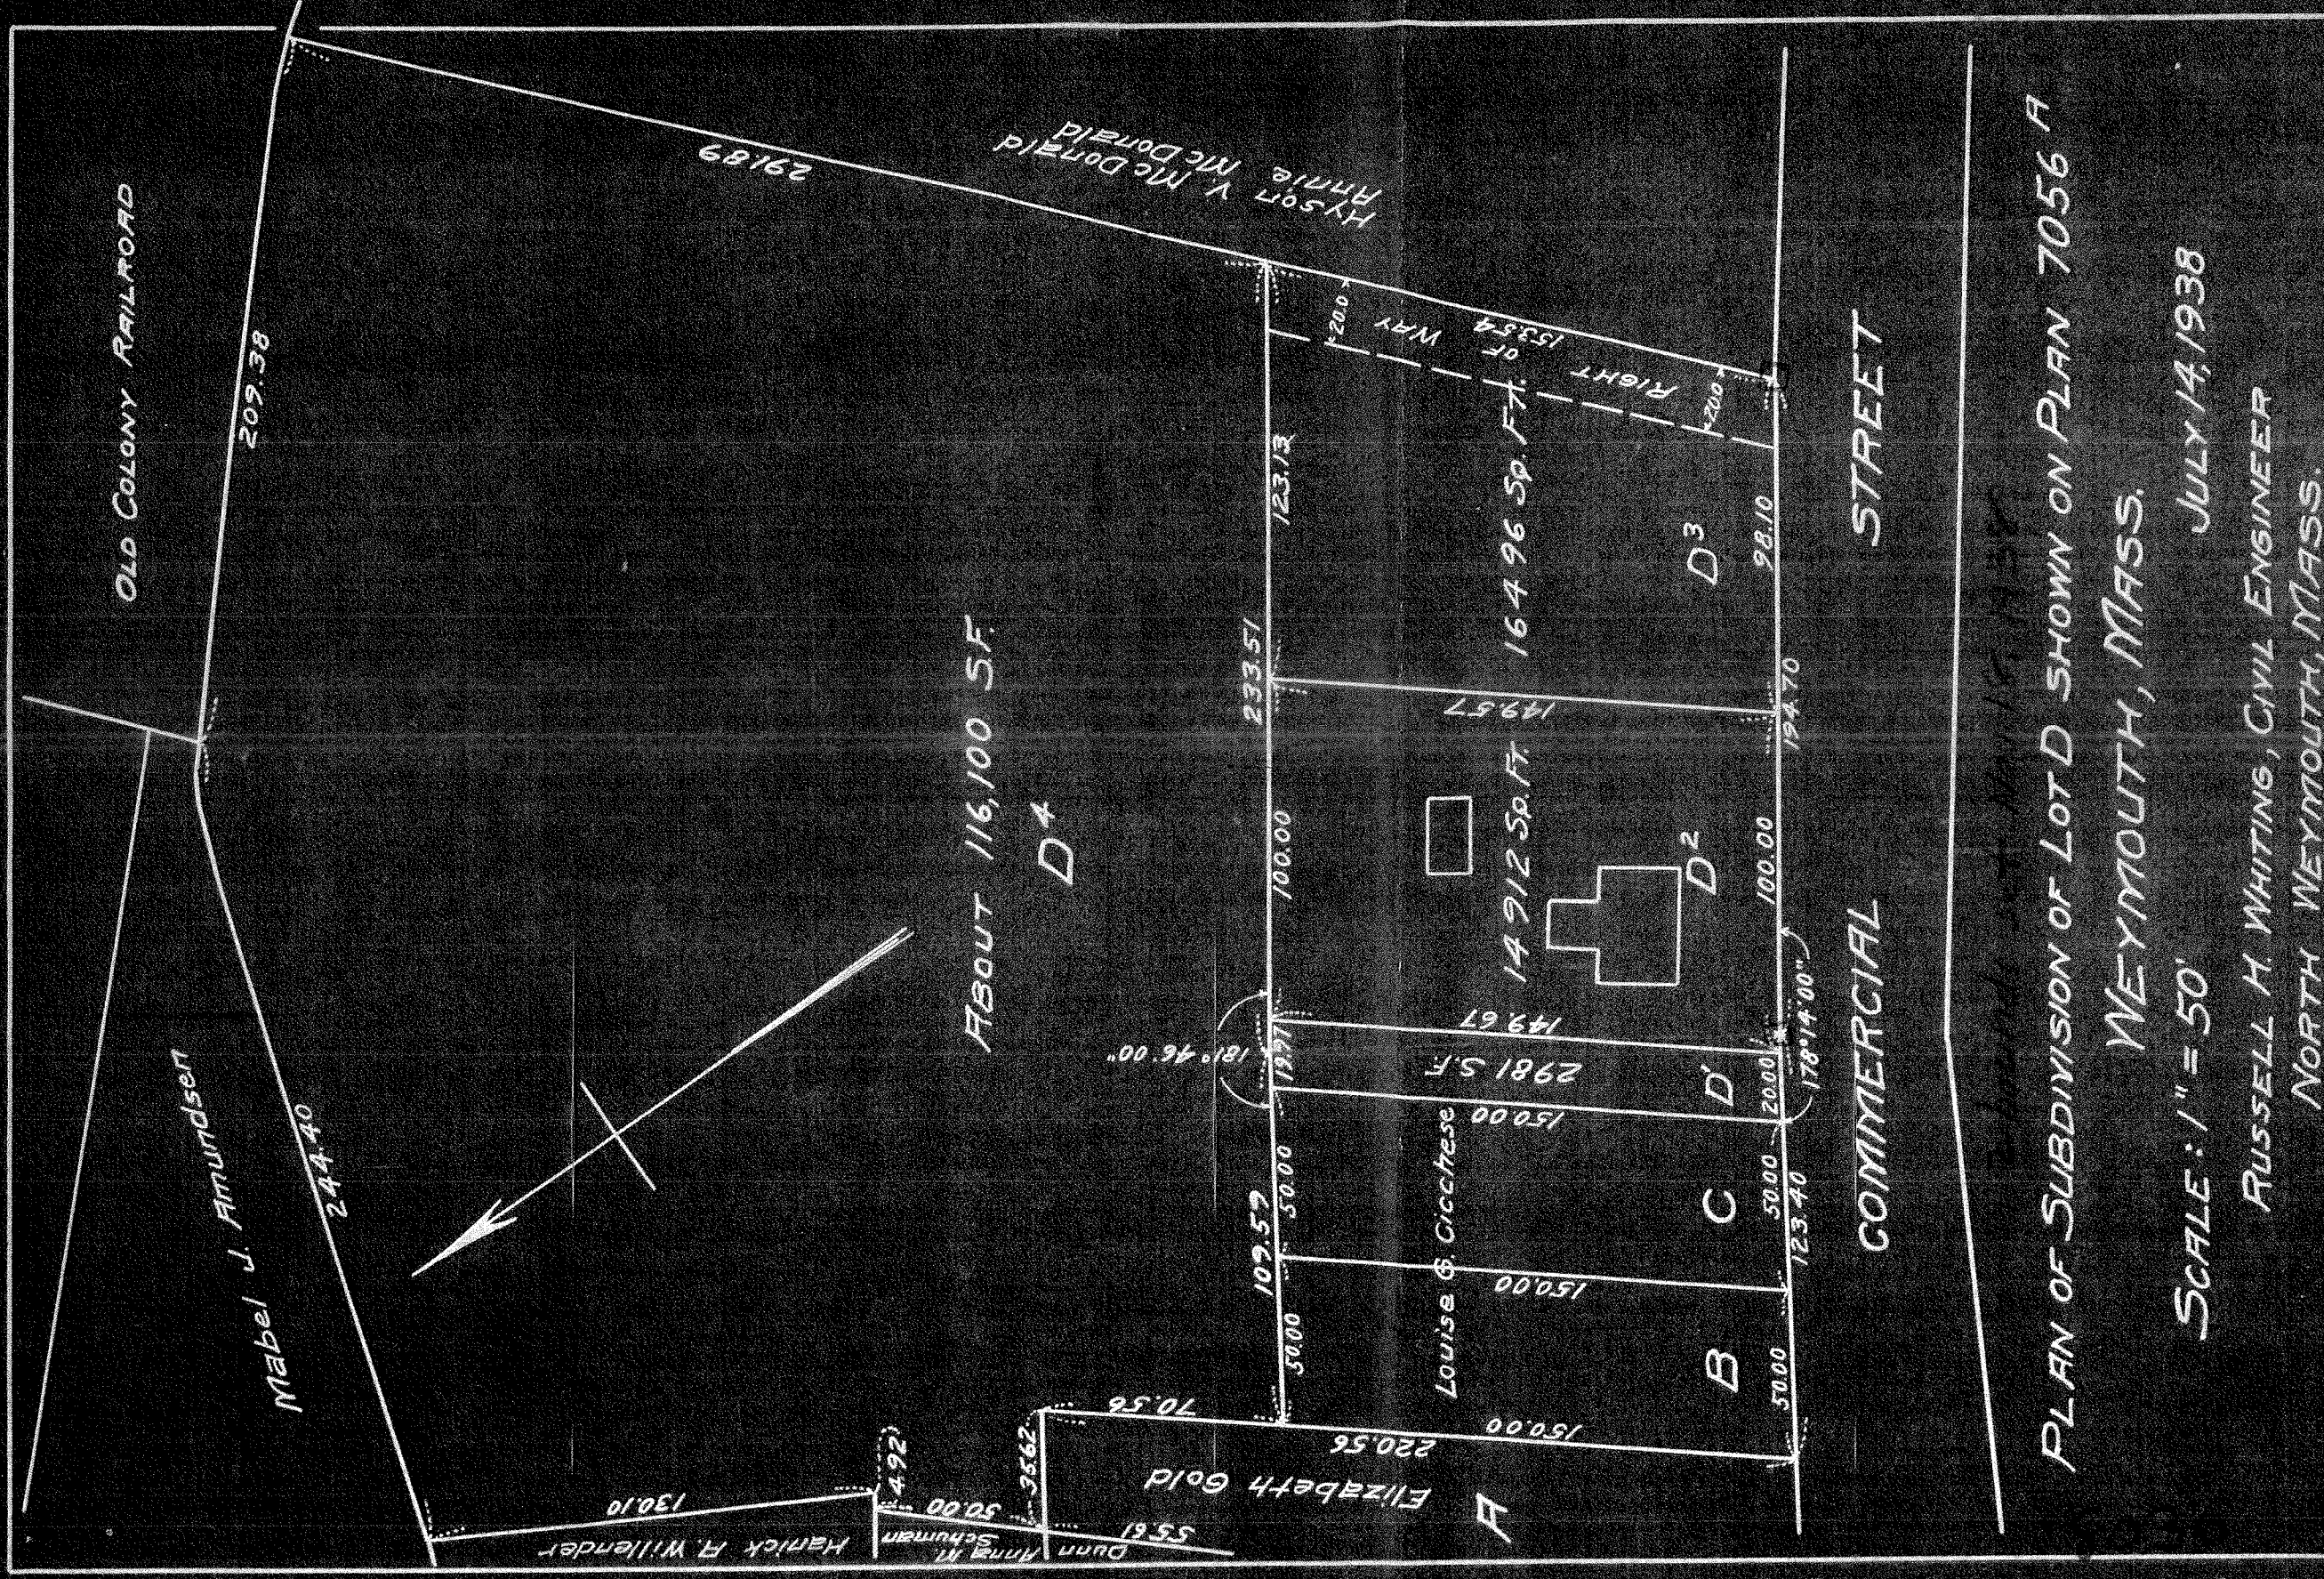 OLD COLONY RAILROAD
209.38
Mabel J. Amundsen
244.40
291.89
Hyson V. McDonald
Annie McDonald
ABOUT 116,100 S.F.
D4
233.51
123.13
100.00
181° 46' 00"
19.97
109.59
50.00
50.00
20.0
RIGHT OF WAY
153.54
20.0
16496 Sq. Ft.
D3
98.10
149.57
14912 Sq. Ft.
D2
100.00
194.70
149.67
2981 S.F.
D'
20.00
178° 14' 00"
150.00
Louise G. Cicchese
C
50.00
123.40
150.00
B
50.00
150.00
220.56
70.56
Elizabeth Gold
A
35.62
4.92
130.10
50.00
55.61
Harrick A. Willender
Anna M. Schuman
Dunn
COMMERCIAL STREET
PLAN OF SUBDIVISION OF LOT D SHOWN ON PLAN 7056 A
WEYMOUTH, MASS.
SCALE: 1" = 50' JULY 14, 1938
RUSSELL H. WHITING, CIVIL ENGINEER
NORTH WEYMOUTH, MASS.